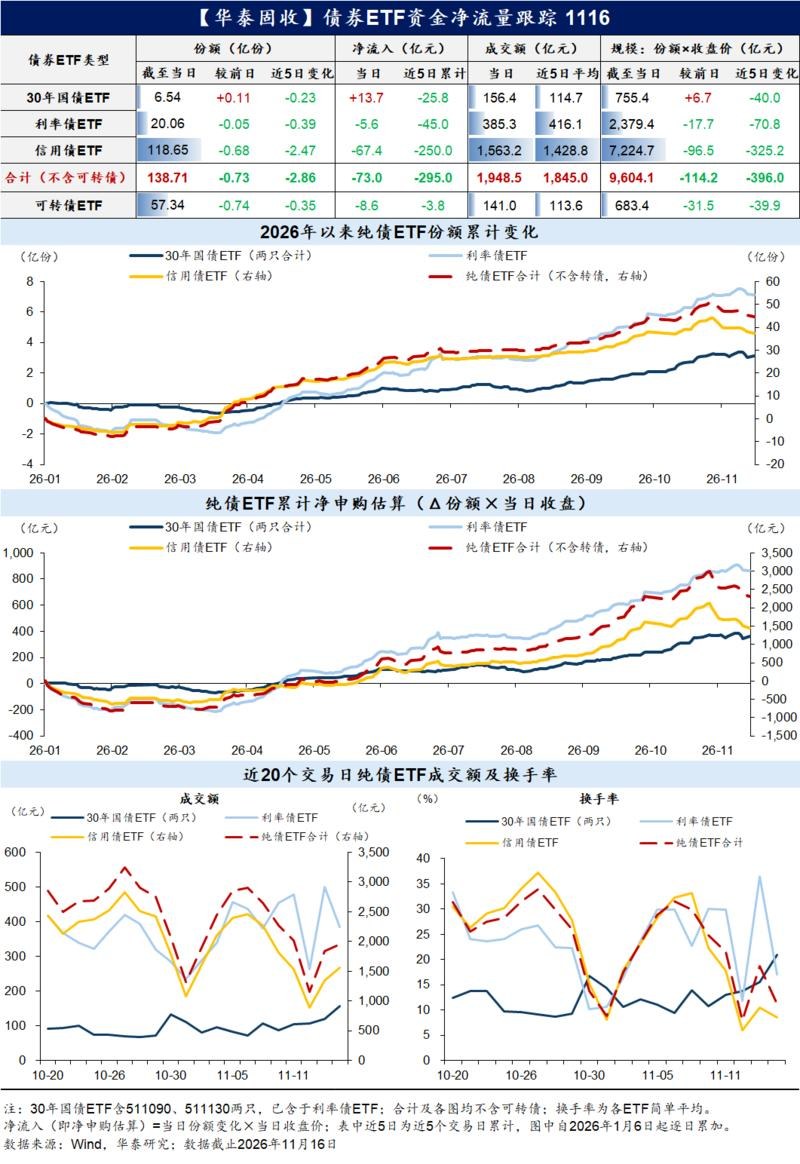 【华泰固收】债券ETF资金净流量跟踪 1116
债券ETF类型 份额（亿份） 净流入（亿元） 成交额（亿元） 规模：份额×收盘价（亿元）
截至当日 较前日 近5日变化 当日 近5日累计 当日 近5日平均 截至当日 较前日 近5日变化
30年国债ETF 6.54 +0.11 -0.23 +13.7 -25.8 156.4 114.7 755.4 +6.7 -40.0
利率债ETF 20.06 -0.05 -0.39 -5.6 -45.0 385.3 416.1 2,379.4 -17.7 -70.8
信用债ETF 118.65 -0.68 -2.47 -67.4 -250.0 1,563.2 1,428.8 7,224.7 -96.5 -325.2
合计（不含可转债） 138.71 -0.73 -2.86 -73.0 -295.0 1,948.5 1,845.0 9,604.1 -114.2 -396.0
可转债ETF 57.34 -0.74 -0.35 -8.6 -3.8 141.0 113.6 683.4 -31.5 -39.9
2026年以来纯债ETF份额累计变化
（亿份） 30年国债ETF（两只合计） 利率债ETF （亿份）
信用债ETF（右轴） 纯债ETF合计（不含转债，右轴）
8 60
6 50
40
4 30
2 20
0 10
-2 0
-10
-4 -20
26-01 26-02 26-03 26-04 26-05 26-06 26-07 26-08 26-09 26-10 26-11
纯债ETF累计净申购估算（Δ份额×当日收盘）
（亿元） 30年国债ETF（两只合计） 利率债ETF （亿元）
信用债ETF（右轴） 纯债ETF合计（不含转债，右轴）
1,000 3,500
800 3,000
2,500
600 2,000
400 1,500
1,000
200 500
0 0
-200 -500
-1,000
-400 -1,500
26-01 26-02 26-03 26-04 26-05 26-06 26-07 26-08 26-09 26-10 26-11
近20个交易日纯债ETF成交额及换手率
成交额
（亿元） （亿元）
30年国债ETF（两只） 利率债ETF
信用债ETF（右轴） 纯债ETF合计（右轴）
600 3,500
500 3,000
400 2,500
2,000
300 1,500
200 1,000
100 500
0 0
10-20 10-26 10-30 11-05 11-11
换手率
（%）
30年国债ETF（两只） 利率债ETF
信用债ETF 纯债ETF合计
40
35
30
25
20
15
10
5
0
10-20 10-26 10-30 11-05 11-11
注：30年国债ETF含511090、511130两只，已含于利率债ETF；合计及各图均不含可转债；换手率为各ETF简单平均。
净流入（即净申购估算）=当日份额变化×当日收盘价；表中近5日为近5个交易日累计，图中自2026年1月6日起逐日累加。
数据来源：Wind，华泰研究；数据截止2026年11月16日